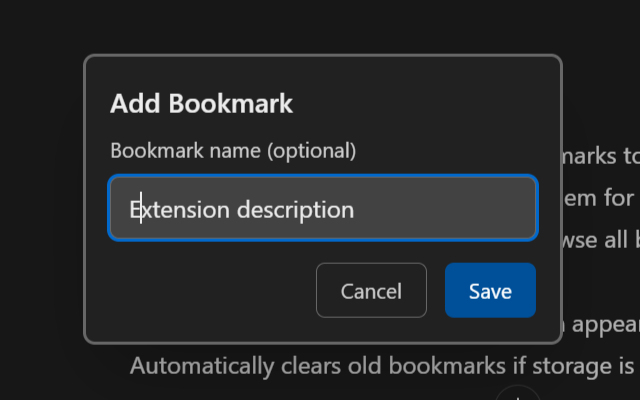 Add Bookmark
Bookmark name (optional)
marks to
em for
Extension description
wse all
Cancel
Save
appear
Automatically clears old bookmarks if storage is